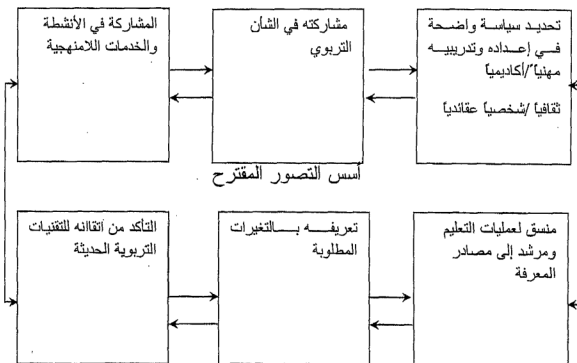 تحديد سياسة واضحة
في إعداده وتدريبيه
مهنياً/أكاديمياً
ثقافيا /شخصياً عقائدياً
مشاركته في الشأن
التربوي
المشاركة في الأنشطة
والخدمات اللامنهجية
أسس التصور المقترح
منسق لعمليات التعليم
ومرشد إلى مصادر
المعرفة
تعريفه بالتغيرات
المطلوبة
التأكد من اتقانه للتقنيات
التربوية الحديثة